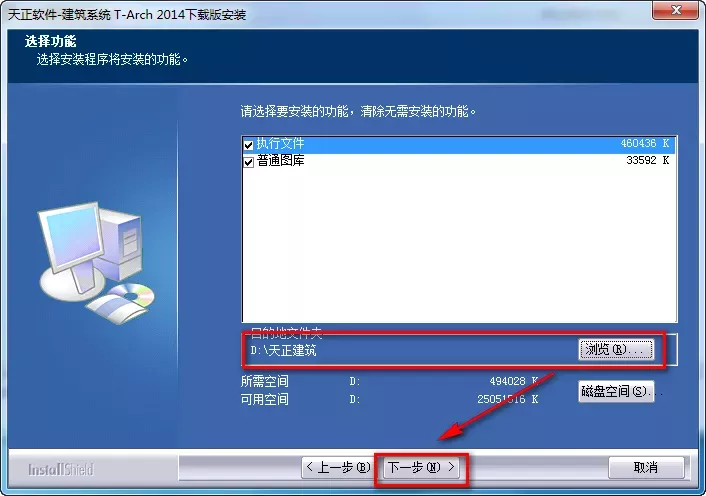 天正软件-建筑系统 T-Arch 2014下载版安装
选择功能
选择安装程序将安装的功能。
请选择要安装的功能，清除无需安装的功能。
执行文件 460436 K
普通图库 33592 K
目的地文件夹
D:\天正建筑 浏览(R)...
所需空间 D: 494028 K
可用空间 D: 25051516 K
磁盘空间(S)...
InstallShield
< 上一步(B) 下一步(N) > 取消